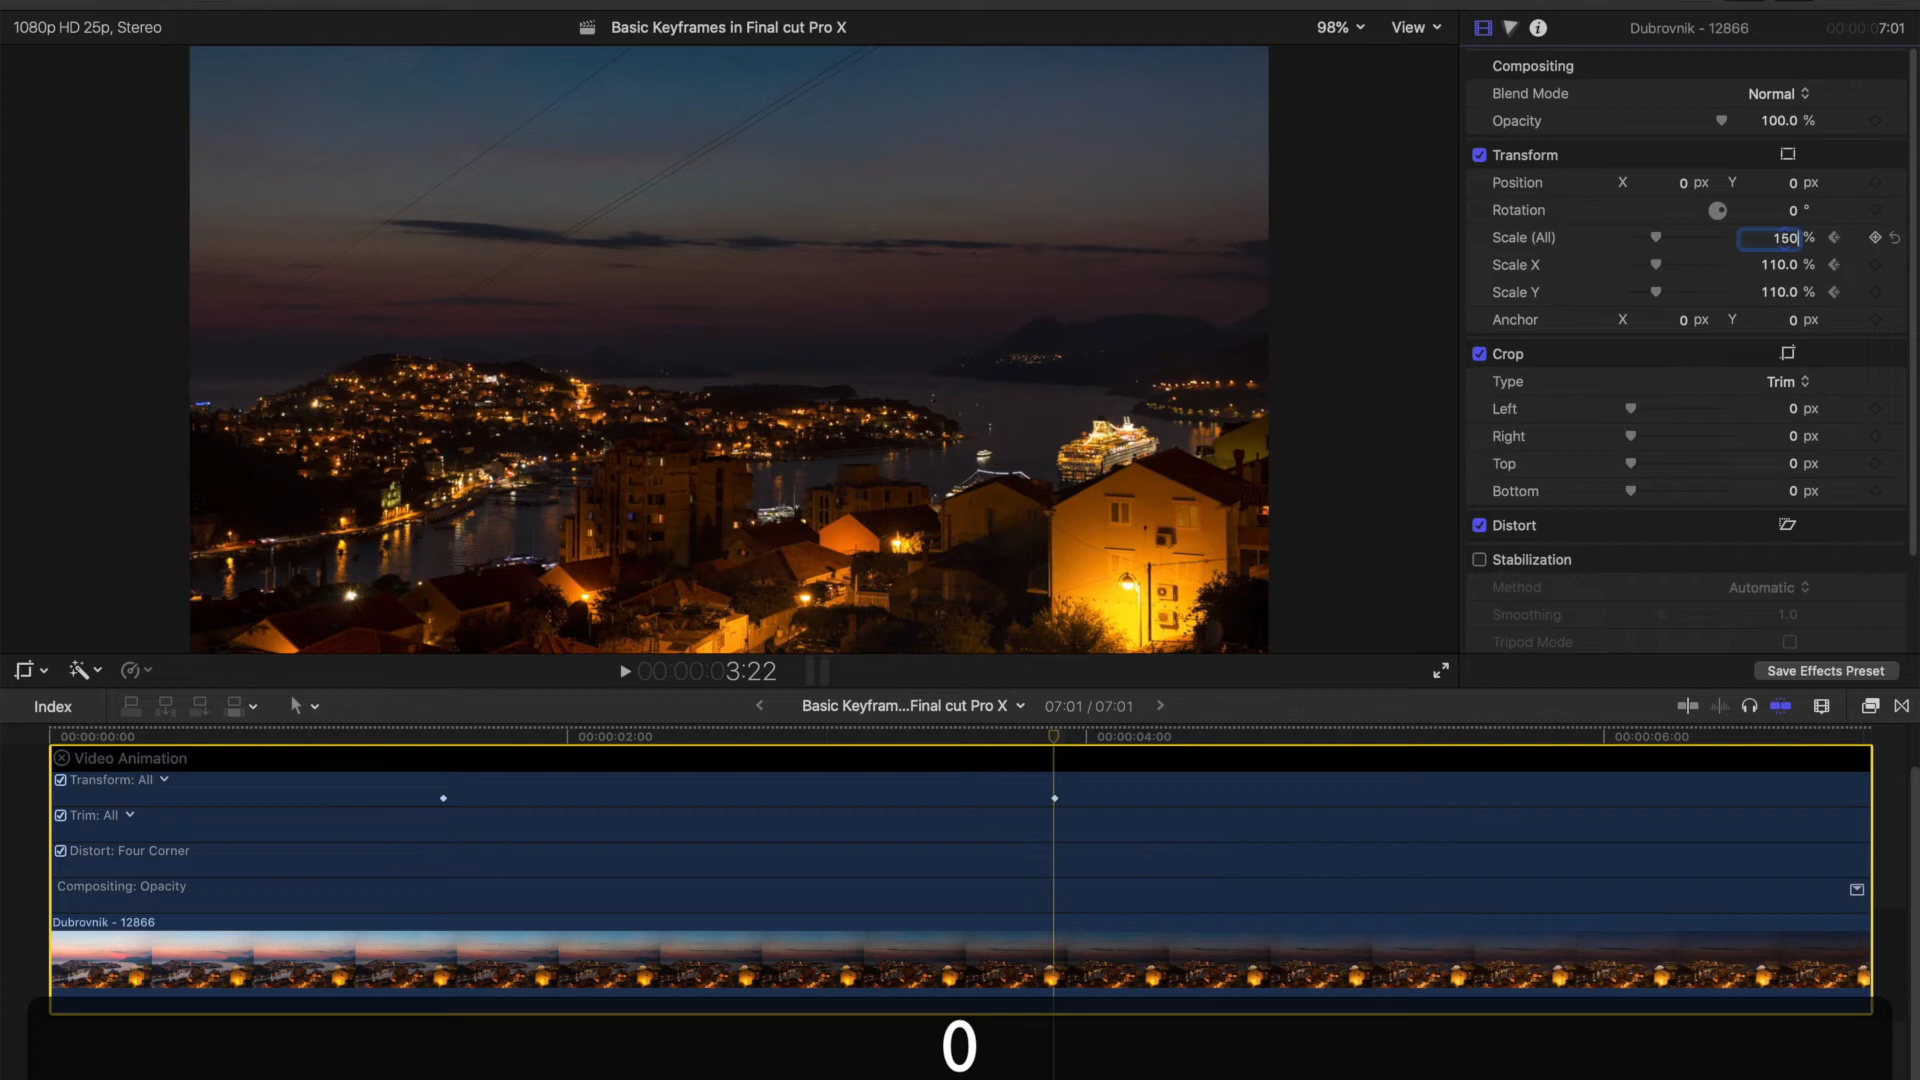 1080p HD 25p, Stereo
Basic Keyframes in Final cut Pro X
98%
View
Dubrovnik - 12866
00:00:07:01
Compositing
Blend Mode
Normal
Opacity
100.0 %
Transform
Position
X
0 px
Y
0 px
Rotation
0 °
Scale (All)
150 %
Scale X
110.0 %
Scale Y
110.0 %
Anchor
X
0 px
Y
0 px
Crop
Type
Trim
Left
0 px
Right
0 px
Top
0 px
Bottom
0 px
Distort
Stabilization
Method
Automatic
Smoothing
1.0
Tripod Mode
00:00:03:22
Save Effects Preset
Index
Basic Keyfram...Final cut Pro X
07:01 / 07:01
00:00:00:00
00:00:02:00
00:00:04:00
00:00:06:00
Video Animation
Transform: All
Trim: All
Distort: Four Corner
Compositing: Opacity
Dubrovnik - 12866
0